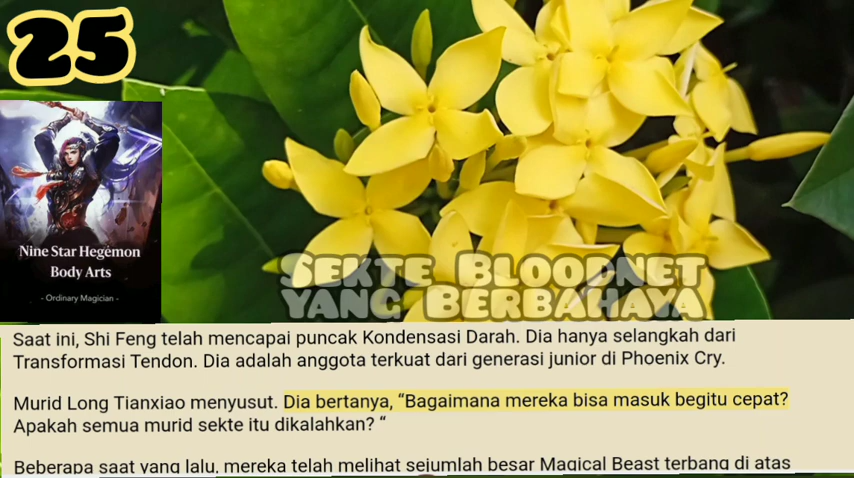 25
Nine Star Hegemon
Body Arts
- Ordinary Magician -
SEKTE BLOODNET
YANG BERBAHAYA
Saat ini, Shi Feng telah mencapai puncak Kondensasi Darah. Dia hanya selangkah dari
Transformasi Tendon. Dia adalah anggota terkuat dari generasi junior di Phoenix Cry.
Murid Long Tianxiao menyusut. Dia bertanya, “Bagaimana mereka bisa masuk begitu cepat?
Apakah semua murid sekte itu dikalahkan? “
Beberapa saat yang lalu, mereka telah melihat sejumlah besar Magical Beast terbang di atas